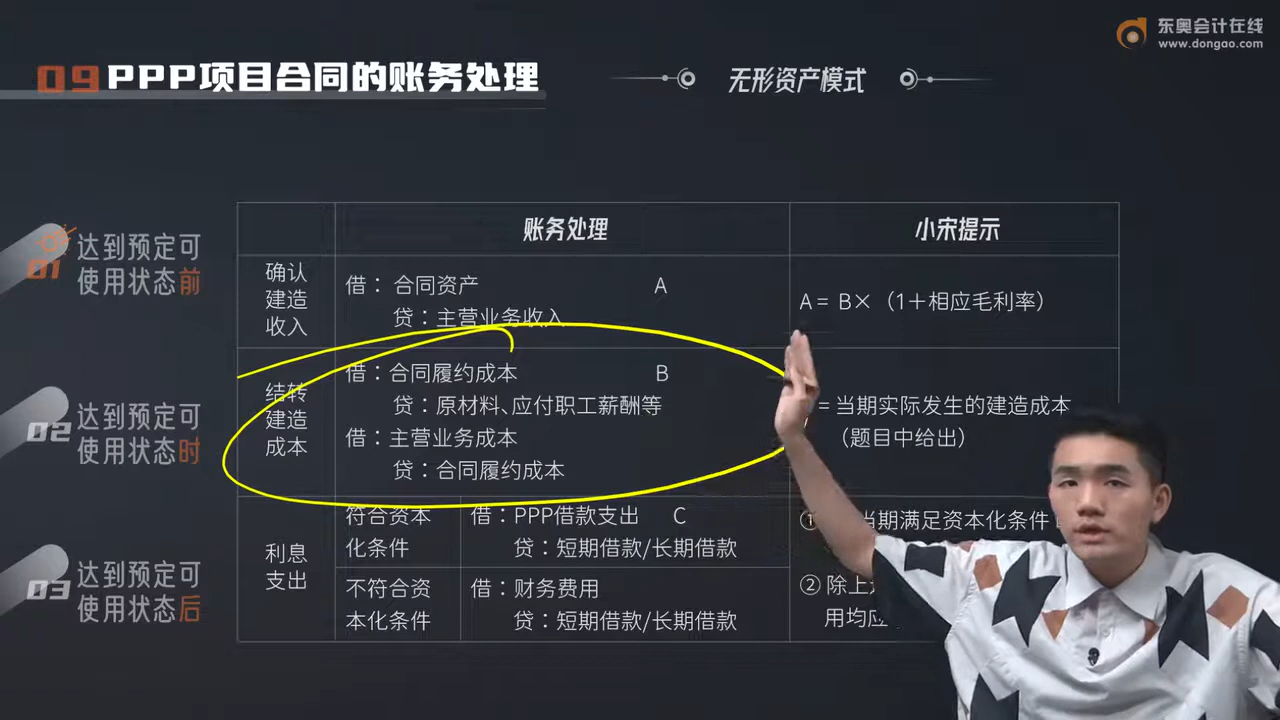 东奥会计在线
www.dongao.com
09 PPP项目合同的账务处理
无形资产模式
01 达到预定可
使用状态前
02 达到预定可
使用状态时
03 达到预定可
使用状态后
账务处理
小宋提示
确认
建造
收入
借：合同资产 A
贷：主营业务收入
A＝ B×（1＋相应毛利率）
结转
建造
成本
借：合同履约成本 B
贷：原材料、应付职工薪酬等
借：主营业务成本
贷：合同履约成本
＝当期实际发生的建造成本
（题目中给出）
利息
支出
符合资本
化条件
借：PPP借款支出 C
贷：短期借款/长期借款
不符合资
本化条件
借：财务费用
贷：短期借款/长期借款
① 当期满足资本化条件
② 除上
用均应